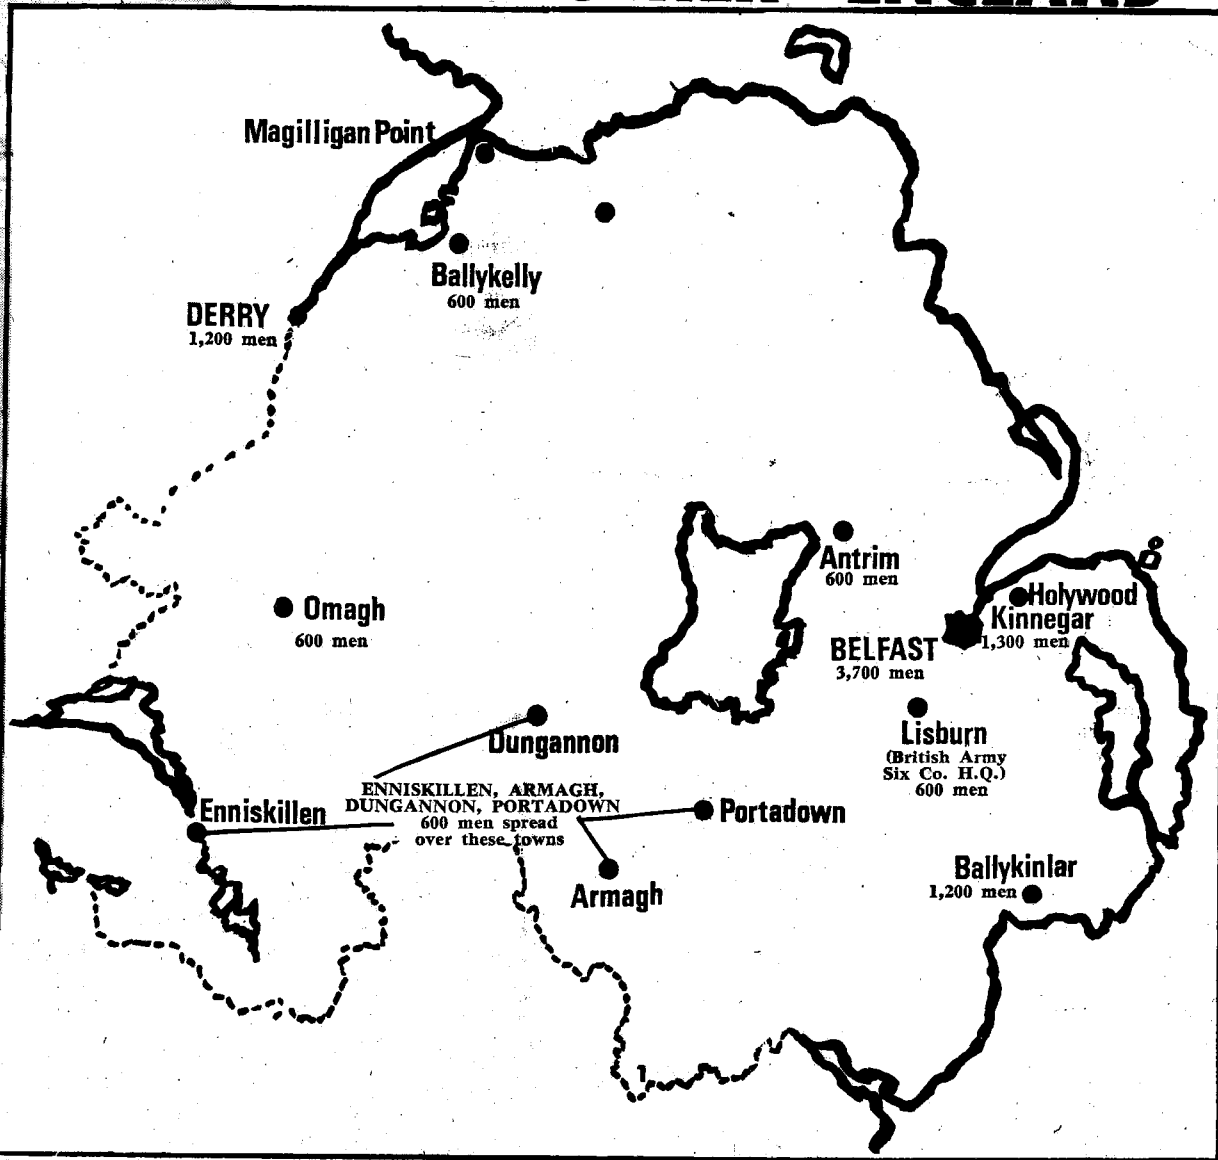 ENGLAND
Magilligan Point
Ballykelly
600 men
DERRY
1,200 men
Antrim
600 men
Omagh
600 men
Holywood
Kinnegar
1,300 men
BELFAST
3,700 men
Dungannon
Lisburn
(British Army
Six Co. H.Q.)
600 men
ENNISKILLEN, ARMAGH,
DUNGANNON, PORTADOWN
600 men spread
over these towns
Enniskillen
Portadown
Armagh
Ballykinlar
1,200 men